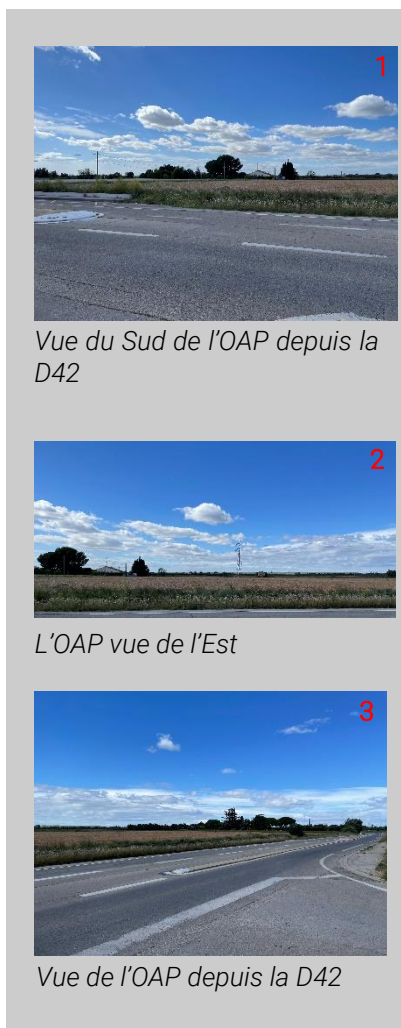 1
Vue du Sud de l’OAP depuis la
D42
2
L’OAP vue de l’Est
3
Vue de l’OAP depuis la D42